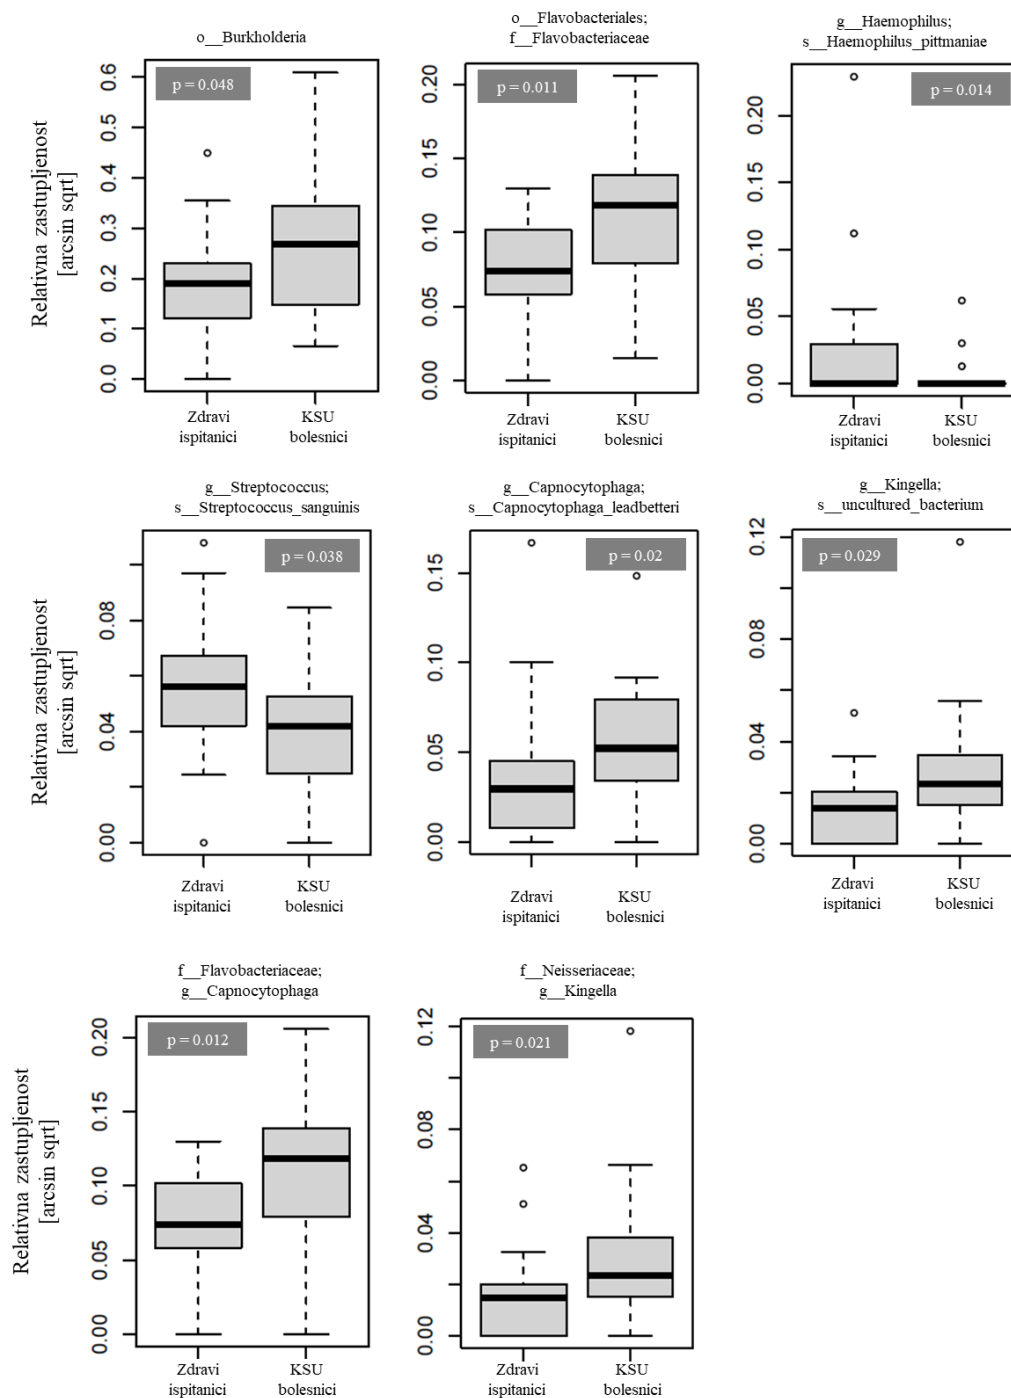 o__Burkholderia
p = 0.048
Relativna zastupljenost
[arcsin sqrt]
0.6
0.5
0.4
0.3
0.2
0.1
0.0
Zdravi
ispitanici
KSU
bolesnici
o__Flavobacteriales;
f__Flavobacteriaceae
p = 0.011
0.20
0.15
0.10
0.05
0.00
Zdravi
ispitanici
KSU
bolesnici
g__Haemophilus;
s__Haemophilus_pittmaniae
p = 0.014
0.20
0.15
0.10
0.05
0.00
Zdravi
ispitanici
KSU
bolesnici
g__Streptococcus;
s__Streptococcus_sanguinis
p = 0.038
Relativna zastupljenost
[arcsin sqrt]
0.08
0.04
0.00
Zdravi
ispitanici
KSU
bolesnici
g__Capnocytophaga;
s__Capnocytophaga_leadbetteri
p = 0.02
0.15
0.10
0.05
0.00
Zdravi
ispitanici
KSU
bolesnici
g__Kingella;
s__uncultured_bacterium
p = 0.029
0.12
0.08
0.04
0.00
Zdravi
ispitanici
KSU
bolesnici
f__Flavobacteriaceae;
g__Capnocytophaga
p = 0.012
Relativna zastupljenost
[arcsin sqrt]
0.20
0.15
0.10
0.05
0.00
Zdravi
ispitanici
KSU
bolesnici
f__Neisseriaceae;
g__Kingella
p = 0.021
0.12
0.08
0.04
0.00
Zdravi
ispitanici
KSU
bolesnici